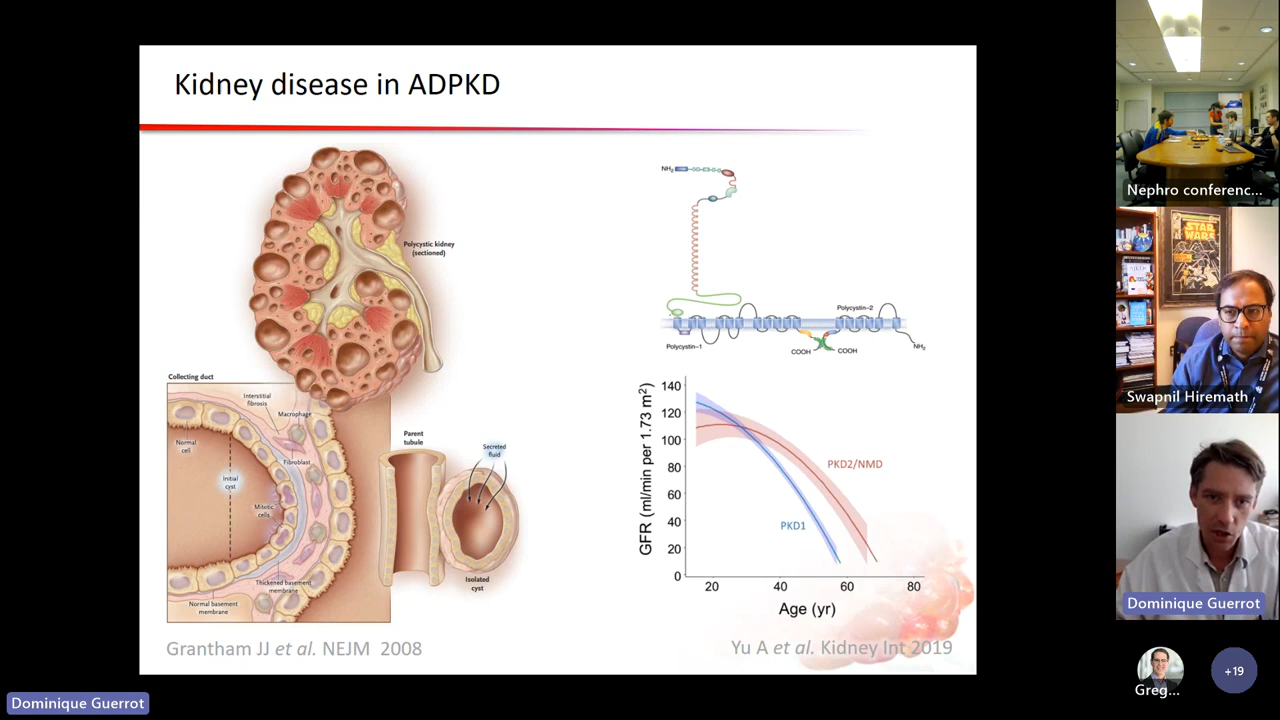 Kidney disease in ADPKD
Polycystic kidney
(sectioned)
Collecting duct
Interstitial
fibrosis
Macrophage
Normal
cell
Fibroblast
Initial
cyst
Mitotic
cells
Thickened basement
membrane
Normal basement
membrane
Parent
tubule
Secreted
fluid
Isolated
cyst
Grantham JJ et al. NEJM 2008
NH2
Polycystin-2
Polycystin-1
COOH
COOH
NH2
GFR (ml/min per 1.73 m²)
140
120
100
80
60
40
20
0
PKD2/NMD
PKD1
20 40 60 80
Age (yr)
Yu A et al. Kidney Int 2019
Nephro conferenc...
STAR
WARS
Swapnil Hiremath
Dominique Guerrot
Greg...
+19
Dominique Guerrot